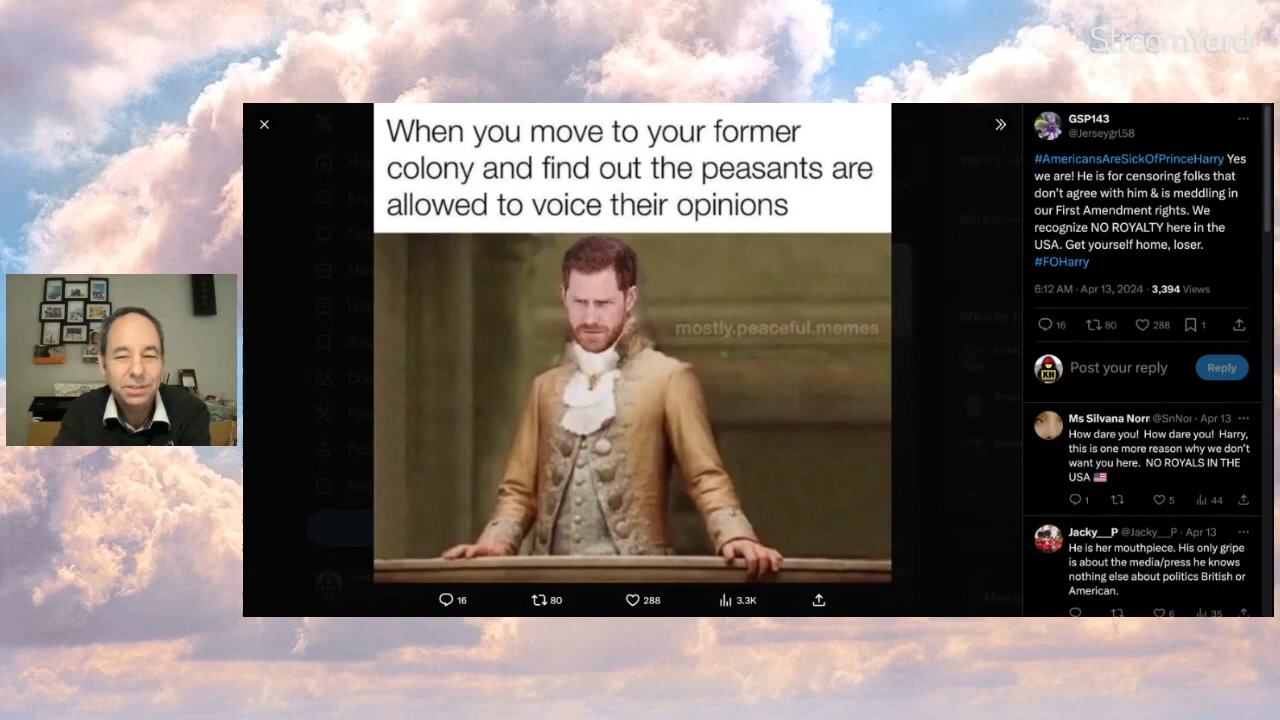 StreamYard
When you move to your former
colony and find out the peasants are
allowed to voice their opinions
mostly.peaceful.memes
16
80
288
3.3K
GSP143
@Jerseygrl58
#AmericansAreSickOfPrinceHarry Yes
we are! He is for censoring folks that
don't agree with him & is meddling in
our First Amendment rights. We
recognize NO ROYALTY here in the
USA. Get yourself home, loser.
#FOHarry
6:12 AM · Apr 13, 2024 · 3,394 Views
16
80
288
1
Post your reply
Reply
Ms Silvana Norr @SnNor · Apr 13
How dare you! How dare you! Harry,
this is one more reason why we don't
want you here. NO ROYALS IN THE
USA
1
5
44
Jacky__P @Jacky__P · Apr 13
He is her mouthpiece. His only gripe
is about the media/press he knows
nothing else about politics British or
American.
6
35